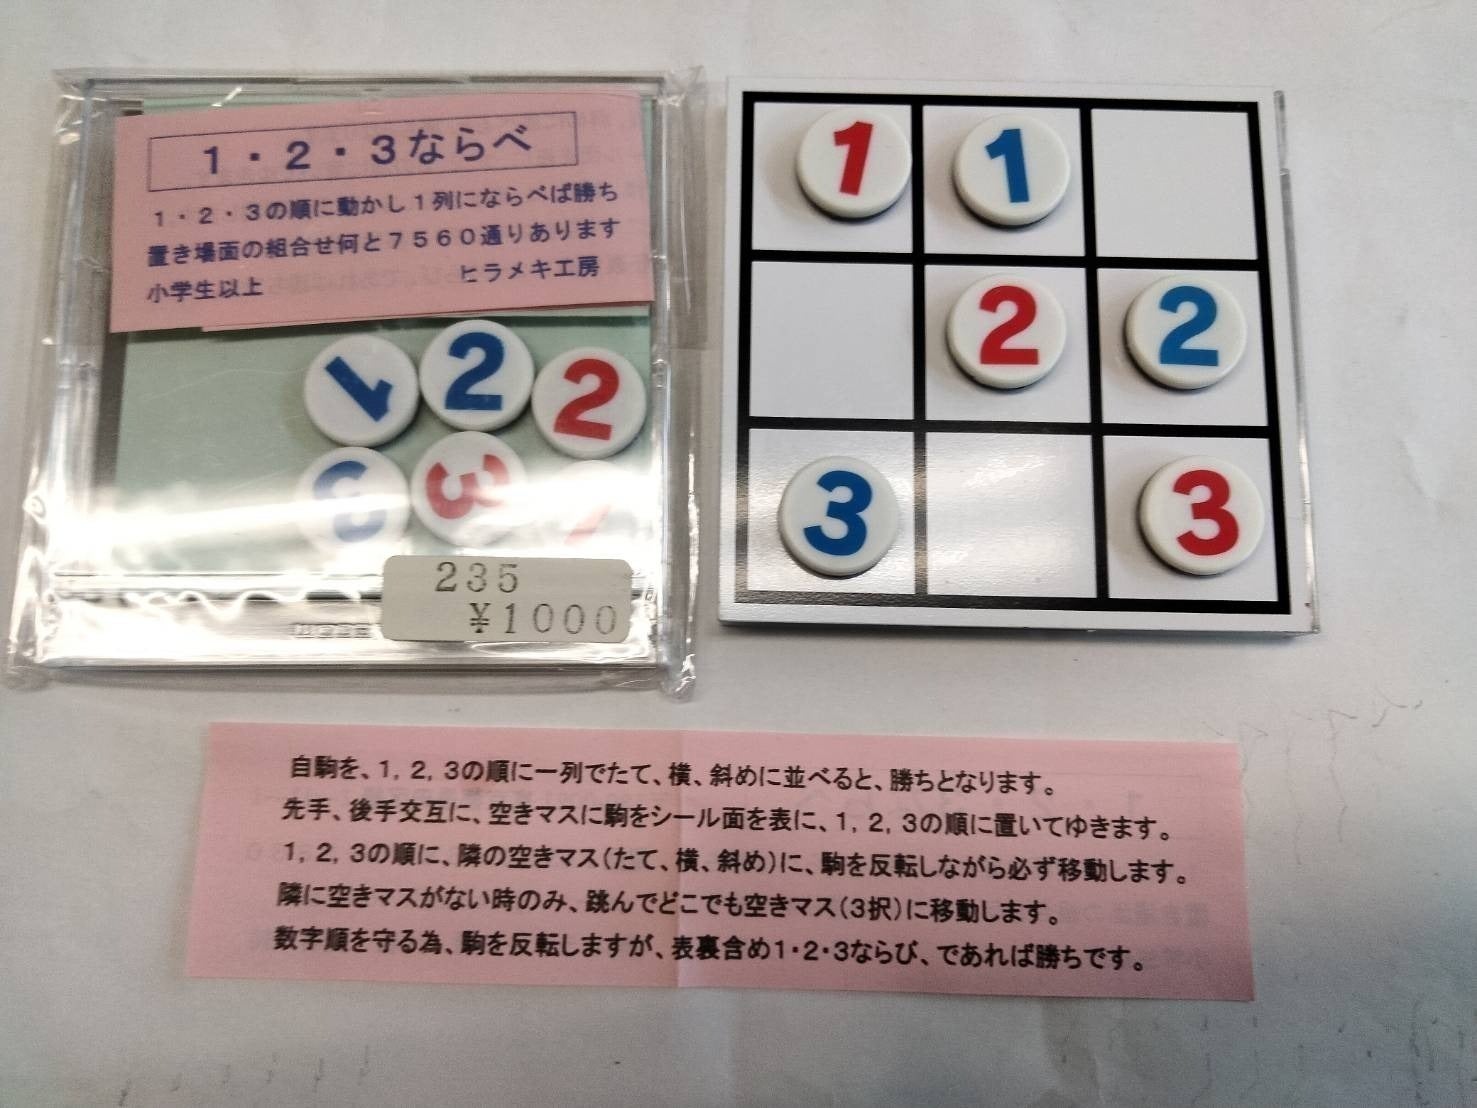 1・2・3ならべ
1・2・3の順に動かし1列にならべば勝ち
置き場面の組合せ何と7560通りあります
小学生以上 ヒラメキ工房
1 2 2
3 3 1
235
¥1000
1 1
2 2
3 3
自駒を、1, 2, 3の順に一列でたて、横、斜めに並べると、勝ちとなります。
先手、後手交互に、空きマスに駒をシール面を表に、1, 2, 3の順に置いてゆきます。
1, 2, 3の順に、隣の空きマス(たて、横、斜め)に、駒を反転しながら必ず移動します。
隣に空きマスがない時のみ、跳んでどこでも空きマス(3択)に移動します。
数字順を守る為、駒を反転しますが、表裏含め1・2・3ならび、であれば勝ちです。